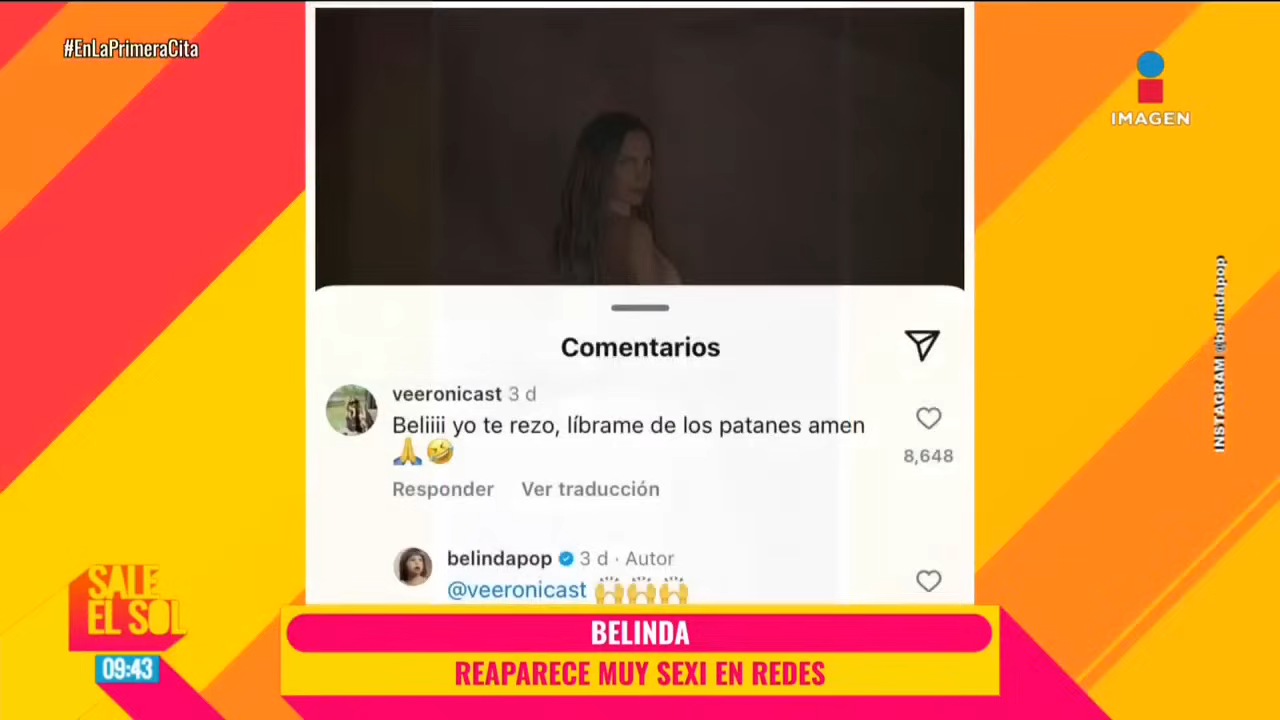 #EnLaPrimeraCita
IMAGEN
INSTAGRAM @belindapop
Comentarios
veeronicast 3 d
Beliiii yo te rezo, líbrame de los patanes amen
🙏🤣
8,648
Responder Ver traducción
belindapop 3 d · Autor
@veeronicast 🙌🙌🙌
SALE
EL SOL
09:43
BELINDA
REAPARECE MUY SEXI EN REDES